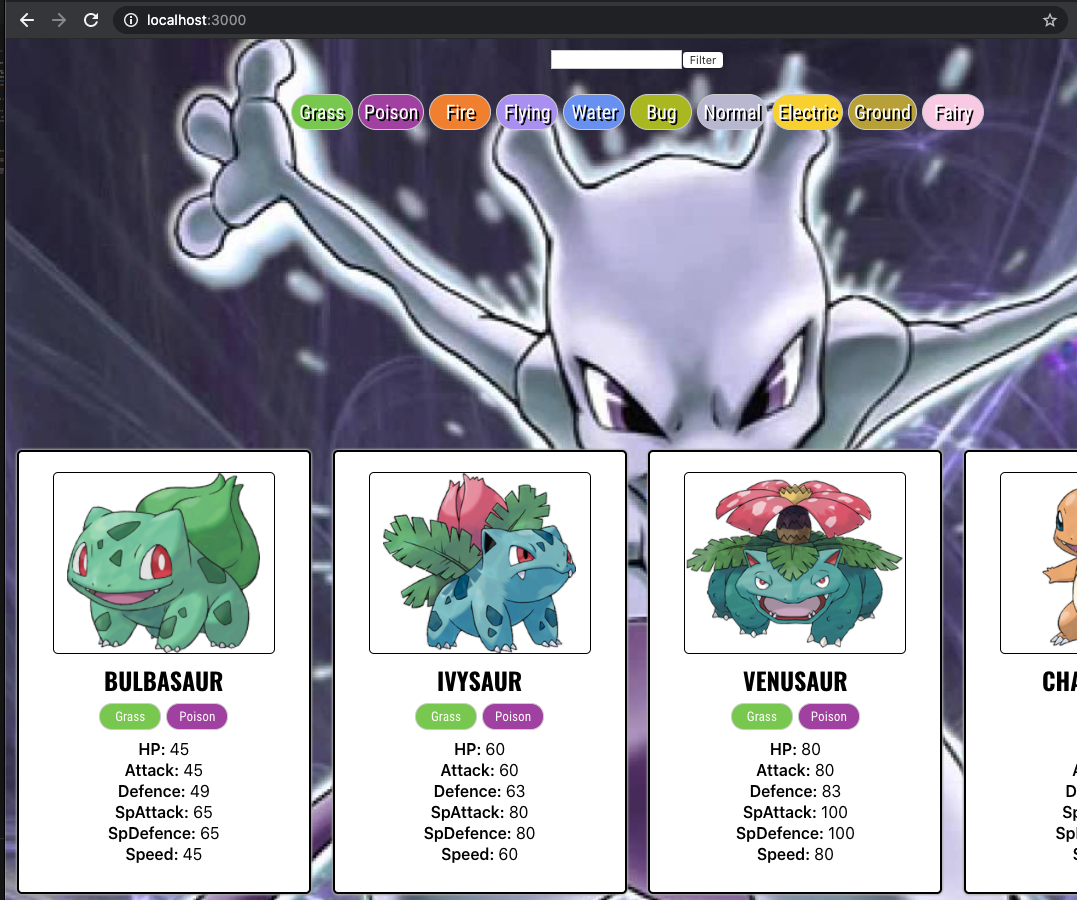 localhost:3000
Filter
Grass Poison Fire Flying Water Bug Normal Electric Ground Fairy
BULBASAUR
Grass Poison
HP: 45
Attack: 45
Defence: 49
SpAttack: 65
SpDefence: 65
Speed: 45
IVYSAUR
Grass Poison
HP: 60
Attack: 60
Defence: 63
SpAttack: 80
SpDefence: 80
Speed: 60
VENUSAUR
Grass Poison
HP: 80
Attack: 80
Defence: 83
SpAttack: 100
SpDefence: 100
Speed: 80
CHA